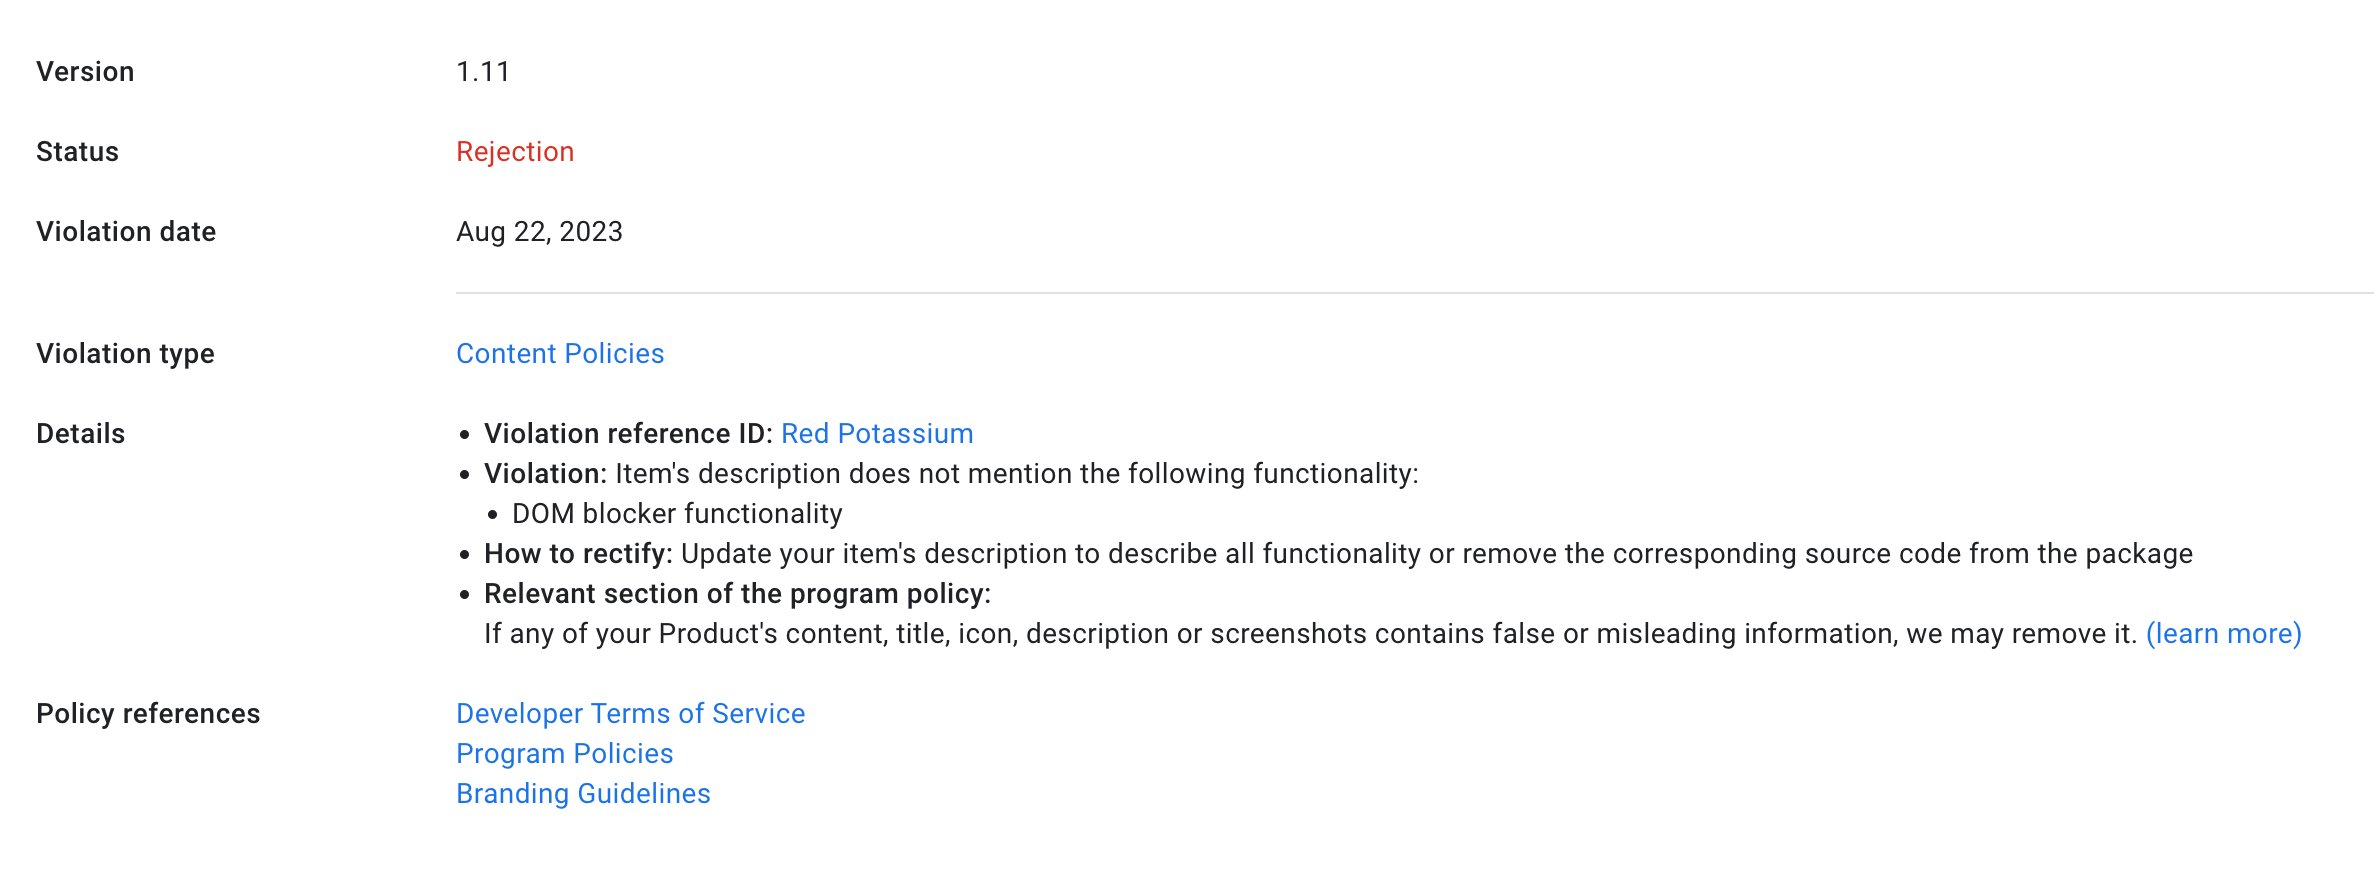 Version 1.11
Status Rejection
Violation date Aug 22, 2023
Violation type Content Policies
Details • Violation reference ID: Red Potassium
• Violation: Item's description does not mention the following functionality:
• DOM blocker functionality
• How to rectify: Update your item's description to describe all functionality or remove the corresponding source code from the package
• Relevant section of the program policy:
If any of your Product's content, title, icon, description or screenshots contains false or misleading information, we may remove it. (learn more)
Policy references Developer Terms of Service
Program Policies
Branding Guidelines